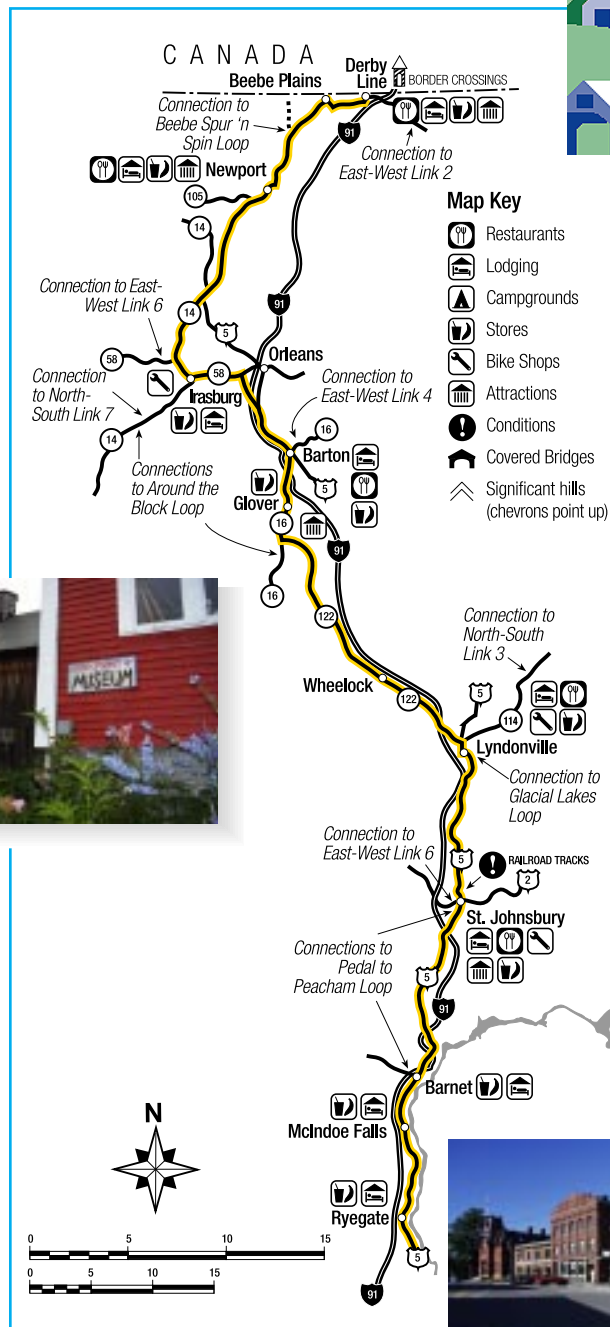 CANADA
Derby
Line
Beebe Plains
BORDER CROSSINGS
Connection to
Beebe Spur 'n
Spin Loop
91
Connection to
East-West Link 2
Newport
105
14
Map Key
Restaurants
Lodging
Campgrounds
Stores
Bike Shops
Attractions
! Conditions
Covered Bridges
Significant hills
(chevrons point up)
Connection to East-
West Link 6
91
14
5
Orleans
58
58
Irasburg
Connection
to North-
South Link 7
Connection to
East-West Link 4
14
16
Barton
5
Connections
to Around the
Block Loop
Glover
16
91
16
122
MUSEUM
Connection to
North-South
Link 3
Wheelock
5
122
114
Lyndonville
Connection to
Glacial Lakes
Loop
Connection to
East-West Link 6
5
! RAILROAD TRACKS
2
St. Johnsbury
Connections to
Pedal to
Peacham Loop
5
91
Barnet
McIndoe Falls
Ryegate
5
91
N
0 5 10 15
0 5 10 15